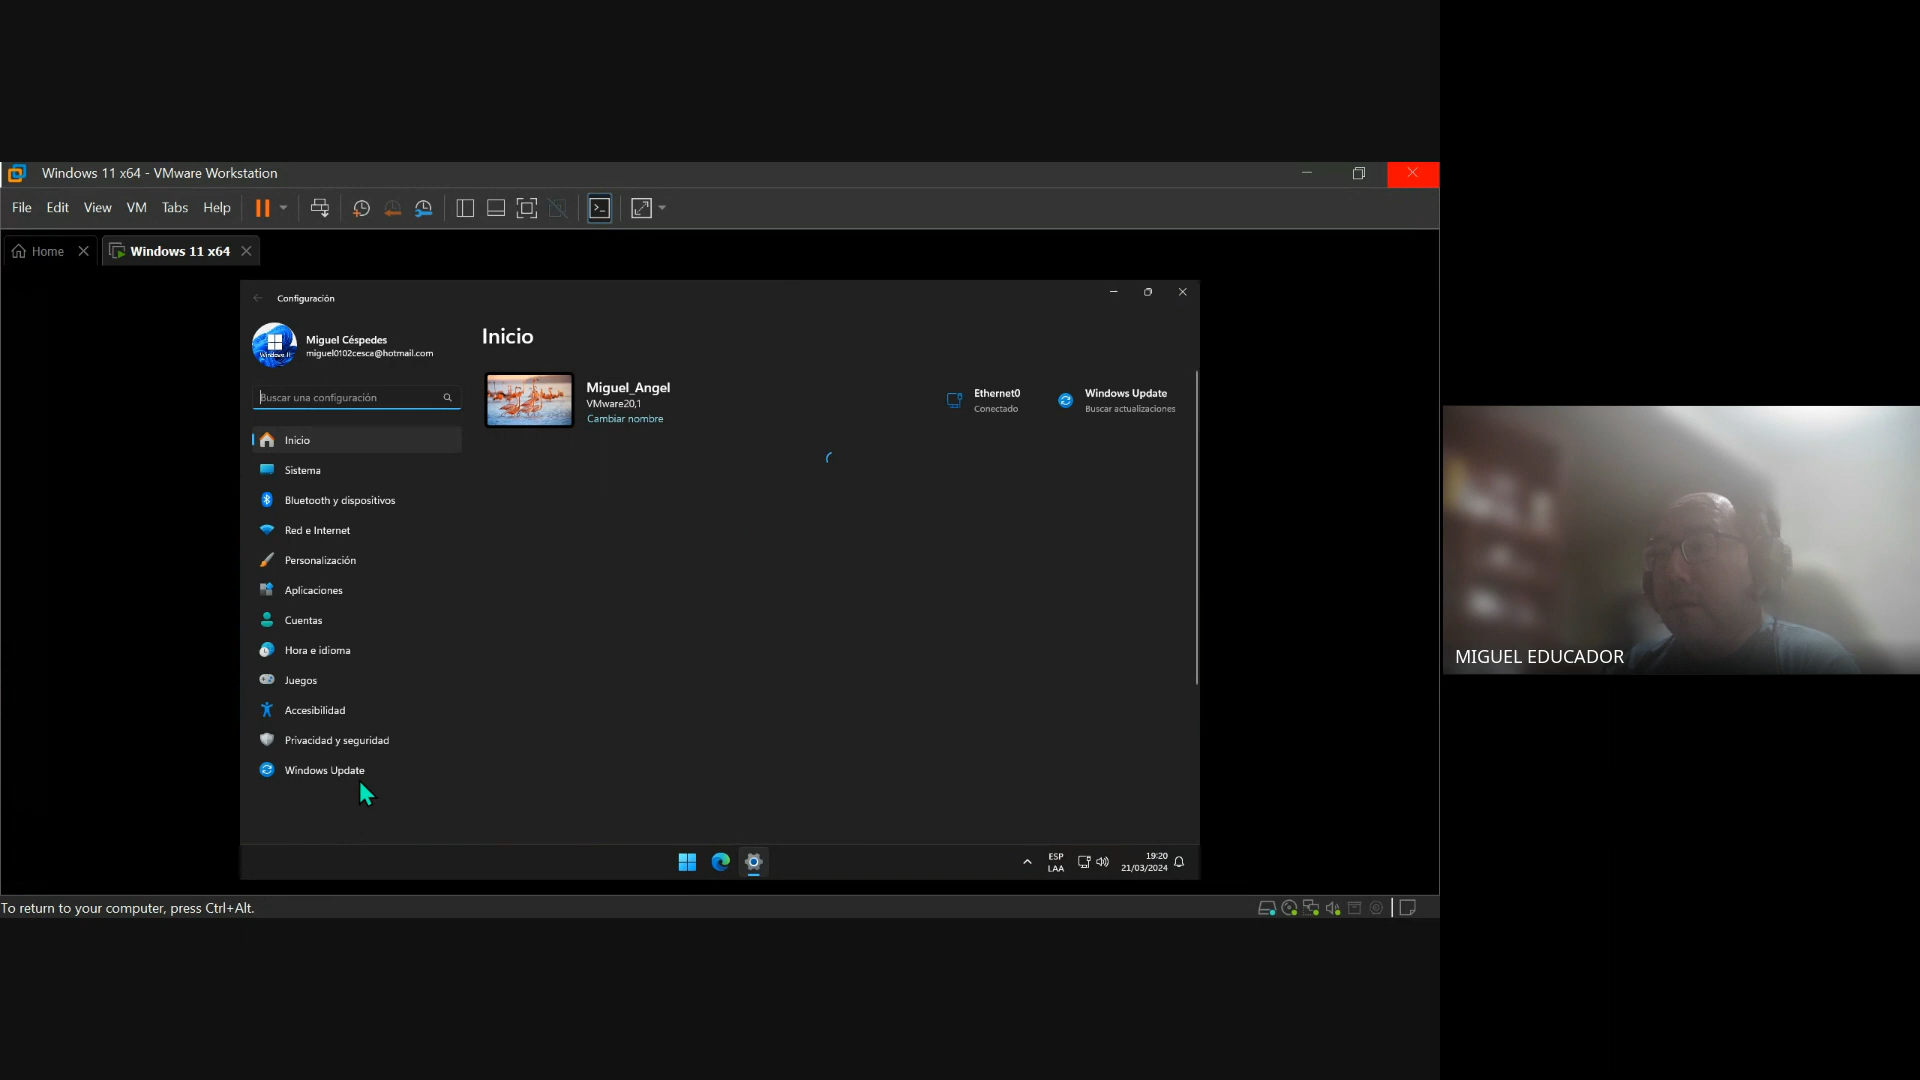 Windows 11 x64 - VMware Workstation
File Edit View VM Tabs Help
Home
Windows 11 x64
Configuración
Miguel Céspedes
miguel0102cesca@hotmail.com
Inicio
Buscar una configuración
Miguel_Angel
VMware20,1
Cambiar nombre
Ethernet0
Conectado
Windows Update
Buscar actualizaciones
Inicio
Sistema
Bluetooth y dispositivos
Red e Internet
Personalización
Aplicaciones
Cuentas
Hora e idioma
Juegos
Accesibilidad
Privacidad y seguridad
Windows Update
ESP
LAA
19:20
21/03/2024
To return to your computer, press Ctrl+Alt.
MIGUEL EDUCADOR